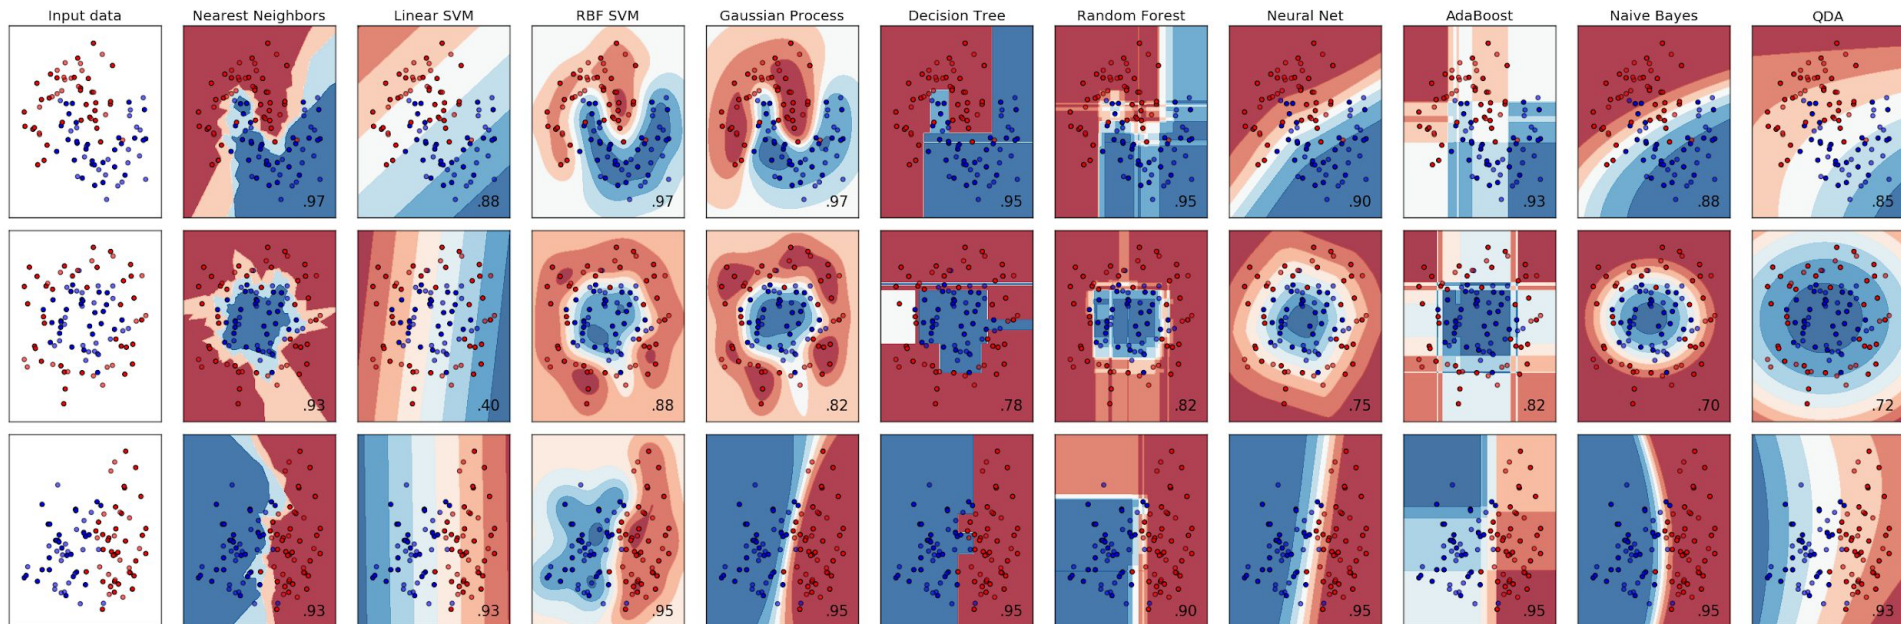 Input data Nearest Neighbors Linear SVM RBF SVM Gaussian Process Decision Tree Random Forest Neural Net AdaBoost Naive Bayes QDA
.97 .88 .97 .97 .95 .95 .90 .93 .88 .85
.93 .40 .88 .82 .78 .82 .75 .82 .70 .72
.93 .93 .95 .95 .95 .90 .95 .95 .95 .93